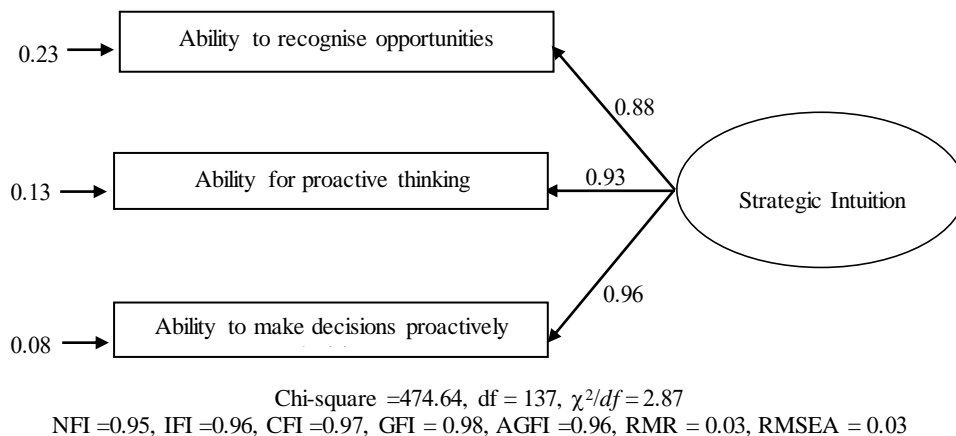 Ability to recognise opportunities
0.23
0.88
Ability for proactive thinking
0.13
0.93
Strategic Intuition
0.96
Ability to make decisions proactively
0.08
Chi-square =474.64, df = 137, χ²/df = 2.87
NFI =0.95, IFI =0.96, CFI =0.97, GFI = 0.98, AGFI =0.96, RMR = 0.03, RMSEA = 0.03